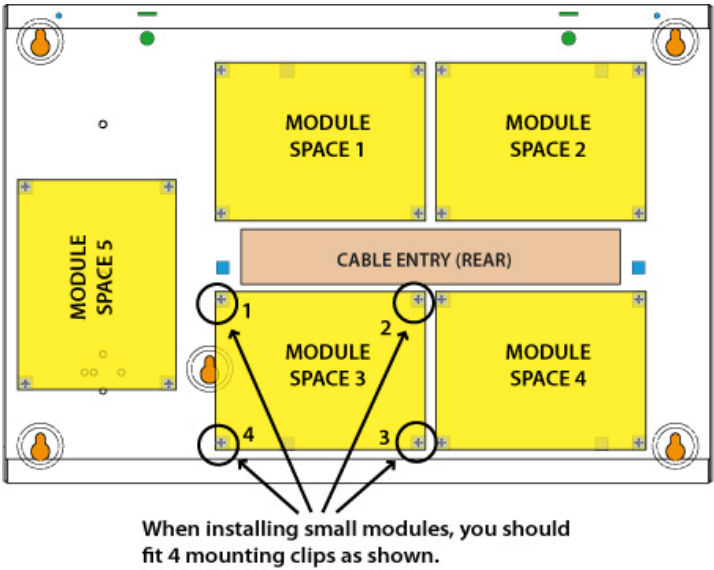 MODULE
SPACE 1
MODULE
SPACE 2
MODULE
SPACE 5
CABLE ENTRY (REAR)
1
2
MODULE
SPACE 3
MODULE
SPACE 4
4
3
When installing small modules, you should
fit 4 mounting clips as shown.